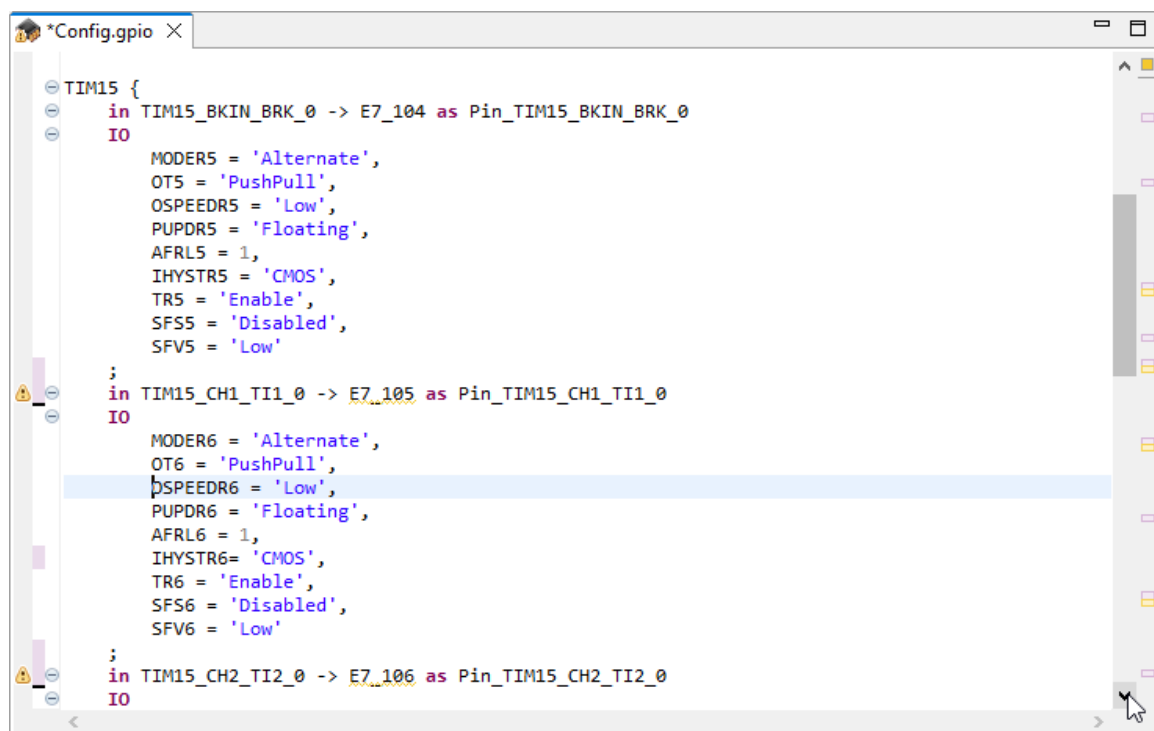 *Config.gpio
TIM15 {
in TIM15_BKIN_BRK_0 -> E7_104 as Pin_TIM15_BKIN_BRK_0
IO
MODER5 = 'Alternate',
OT5 = 'PushPull',
OSPEEDR5 = 'Low',
PUPDR5 = 'Floating',
AFRL5 = 1,
IHYSTR5 = 'CMOS',
TR5 = 'Enable',
SFS5 = 'Disabled',
SFV5 = 'Low'
;
in TIM15_CH1_TI1_0 -> E7_105 as Pin_TIM15_CH1_TI1_0
IO
MODER6 = 'Alternate',
OT6 = 'PushPull',
OSPEEDR6 = 'Low',
PUPDR6 = 'Floating',
AFRL6 = 1,
IHYSTR6= 'CMOS',
TR6 = 'Enable',
SFS6 = 'Disabled',
SFV6 = 'Low'
;
in TIM15_CH2_TI2_0 -> E7_106 as Pin_TIM15_CH2_TI2_0
IO